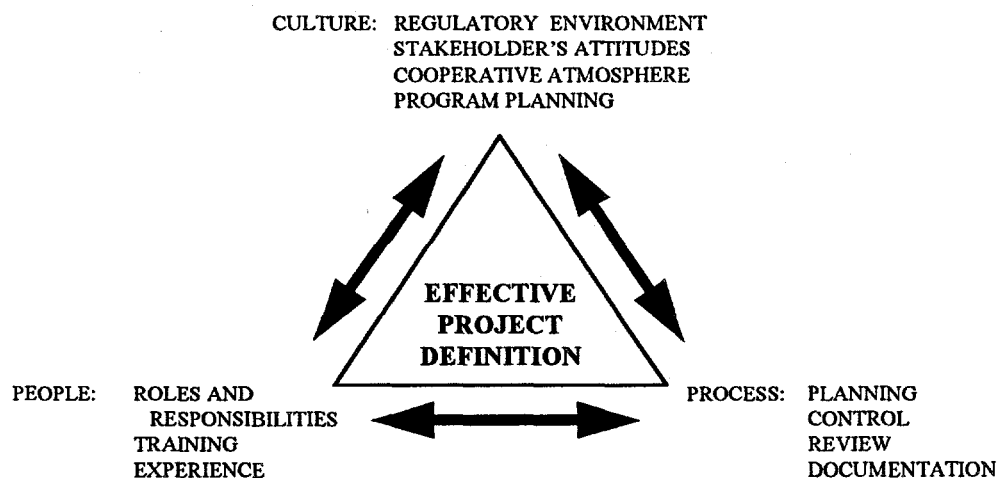 CULTURE: REGULATORY ENVIRONMENT
STAKEHOLDER'S ATTITUDES
COOPERATIVE ATMOSPHERE
PROGRAM PLANNING
EFFECTIVE
PROJECT
DEFINITION
PEOPLE: ROLES AND
RESPONSIBILITIES
TRAINING
EXPERIENCE
PROCESS: PLANNING
CONTROL
REVIEW
DOCUMENTATION